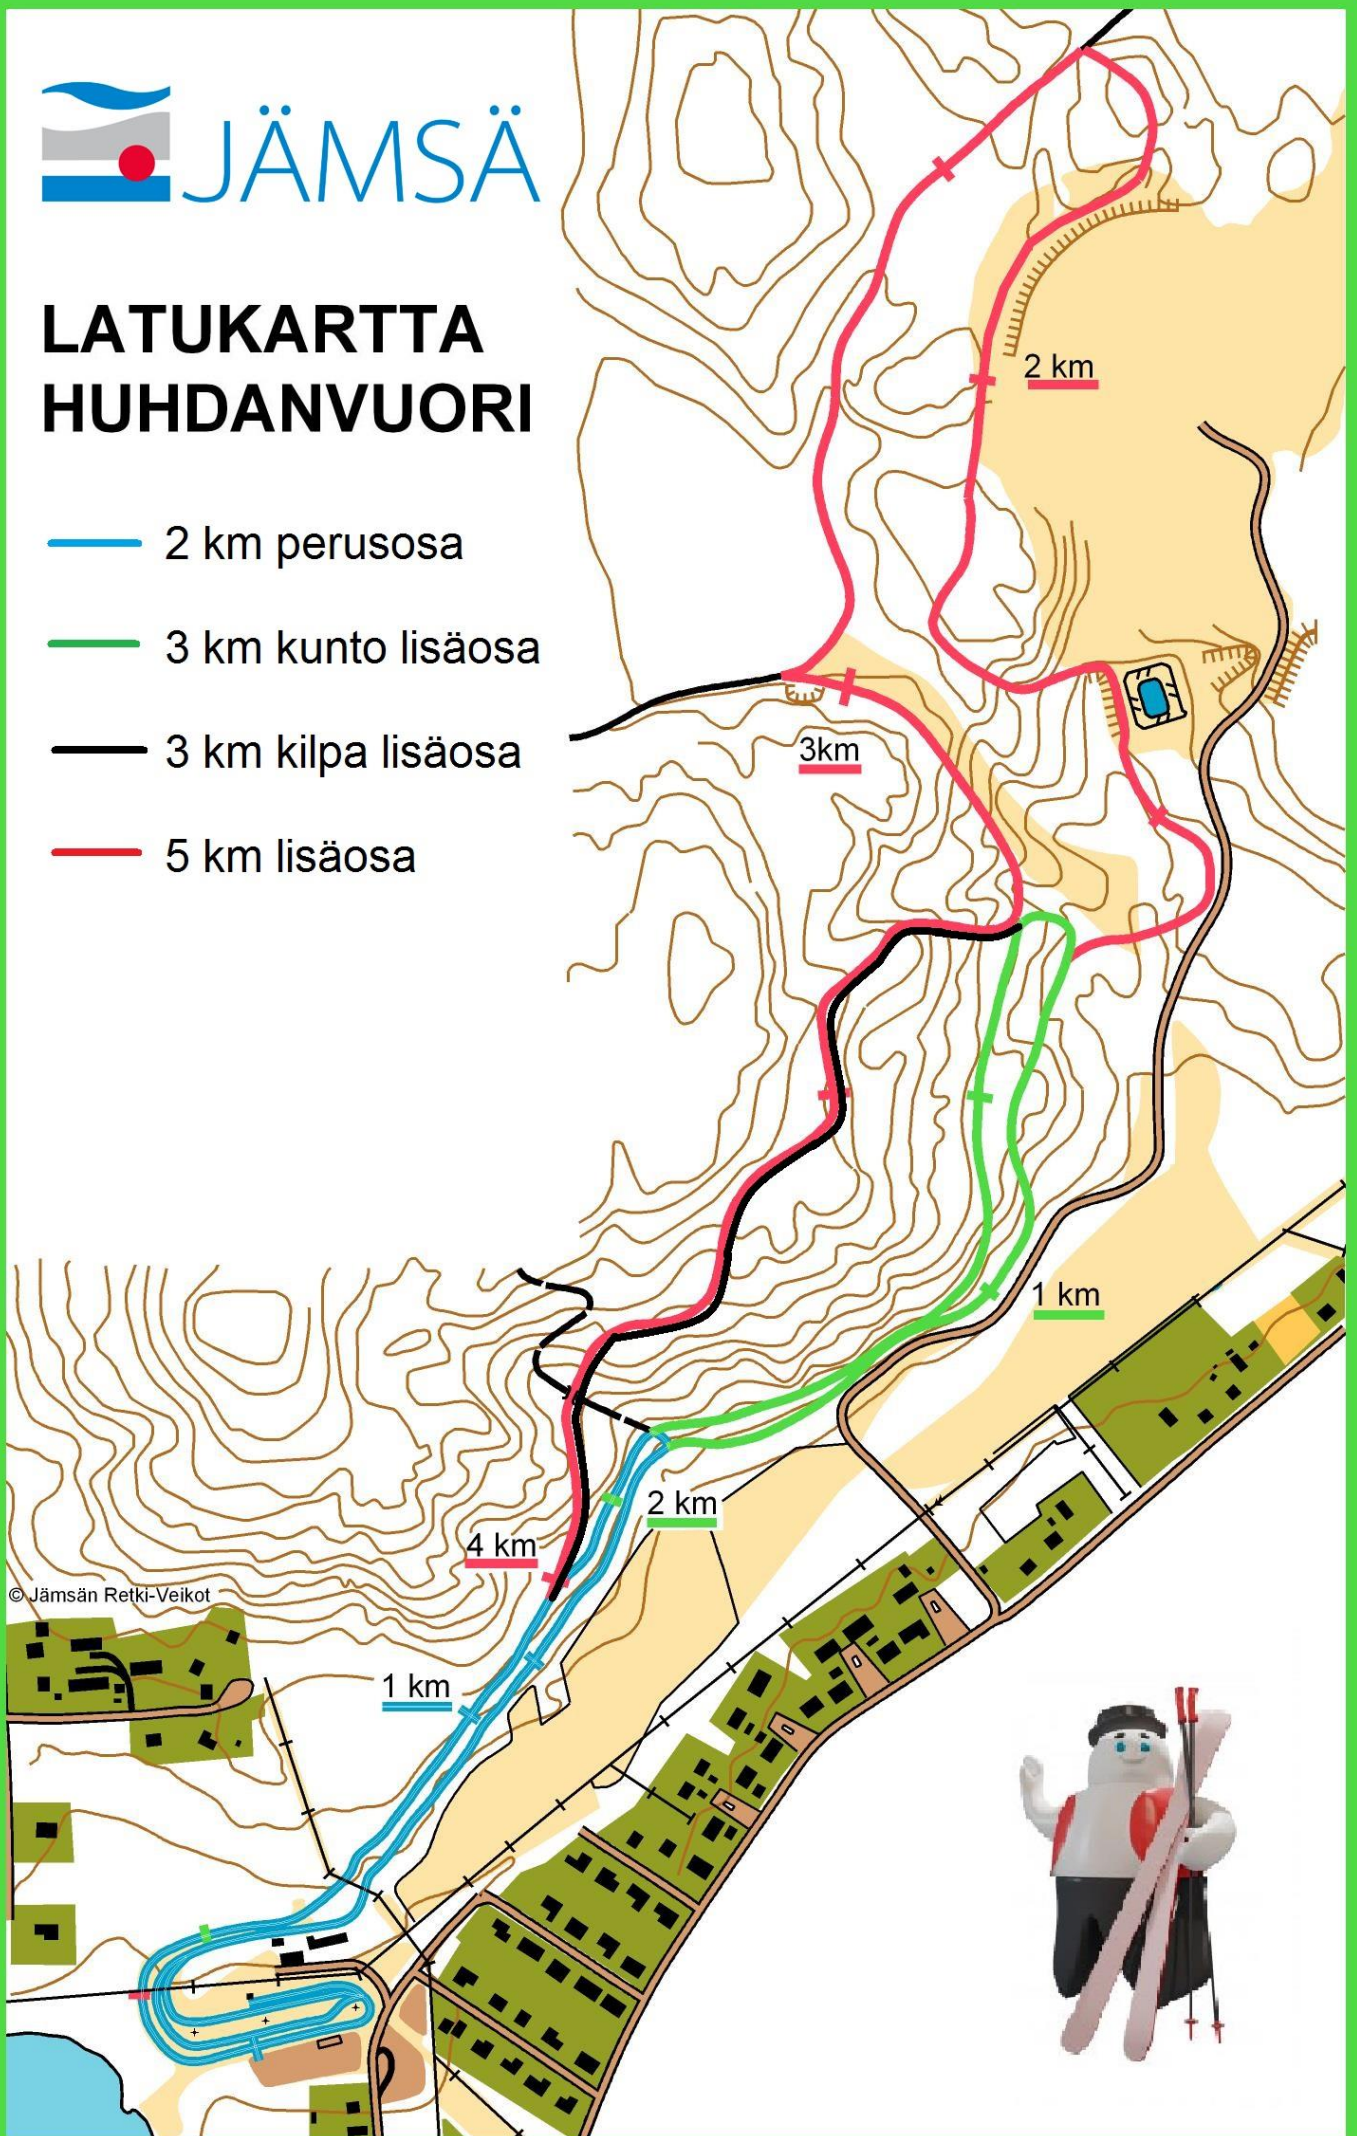 JÄMSÄ
LATUKARTTA
HUHDANVUORI
2 km perusosa
3 km kunto lisäosa
3 km kilpa lisäosa
5 km lisäosa
2 km
3km
1 km
2 km
4 km
© Jämsän Retki-Veikot
1 km